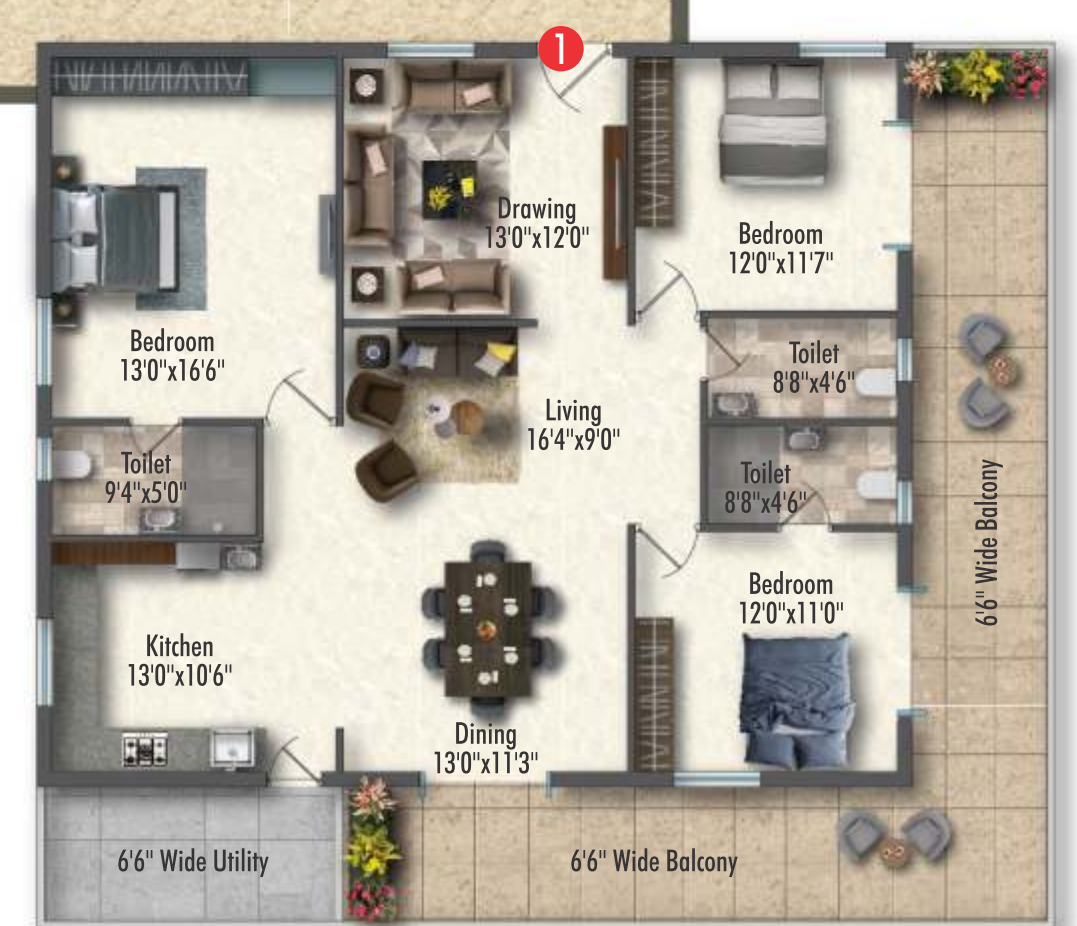 1
Drawing
13'0"x12'0"
Bedroom
12'0"x11'7"
Bedroom
13'0"x16'6"
Toilet
8'8"x4'6"
Living
16'4"x9'0"
Toilet
9'4"x5'0"
Toilet
8'8"x4'6"
6'6" Wide Balcony
Bedroom
12'0"x11'0"
Kitchen
13'0"x10'6"
Dining
13'0"x11'3"
6'6" Wide Utility
6'6" Wide Balcony